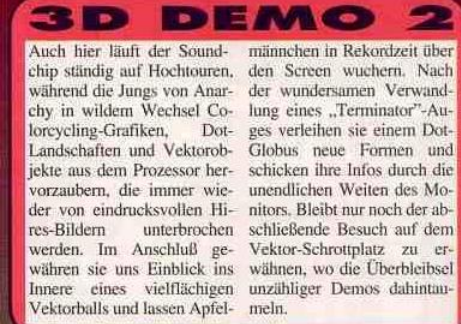 3D DEMO 2
Auch hier läuft der Sound-
chip ständig auf Hochtouren,
während die Jungs von Anar-
chy in wildem Wechsel Co-
lorcycling-Grafiken, Dot-
Landschaften und Vektorob-
jekte aus dem Prozessor her-
vorzaubern, die immer wie-
der von eindrucksvollen Hi-
res-Bildern unterbrochen
werden. Im Anschluß ge-
währen sie uns Einblick ins
Innere eines vielflächigen
Vektorballs und lassen Apfel-
männchen in Rekordzeit über
den Screen wuchern. Nach
der wundersamen Verwand-
lung eines „Terminator"-Au-
ges verleihen sie einem Dot-
Globus neue Formen und
schicken ihre Infos durch die
unendlichen Weiten des Mo-
nitors. Bleibt nur noch der ab-
schließende Besuch auf dem
Vektor-Schrottplatz zu er-
wähnen, wo die Überbleibsel
unzähliger Demos dahintau-
meln.